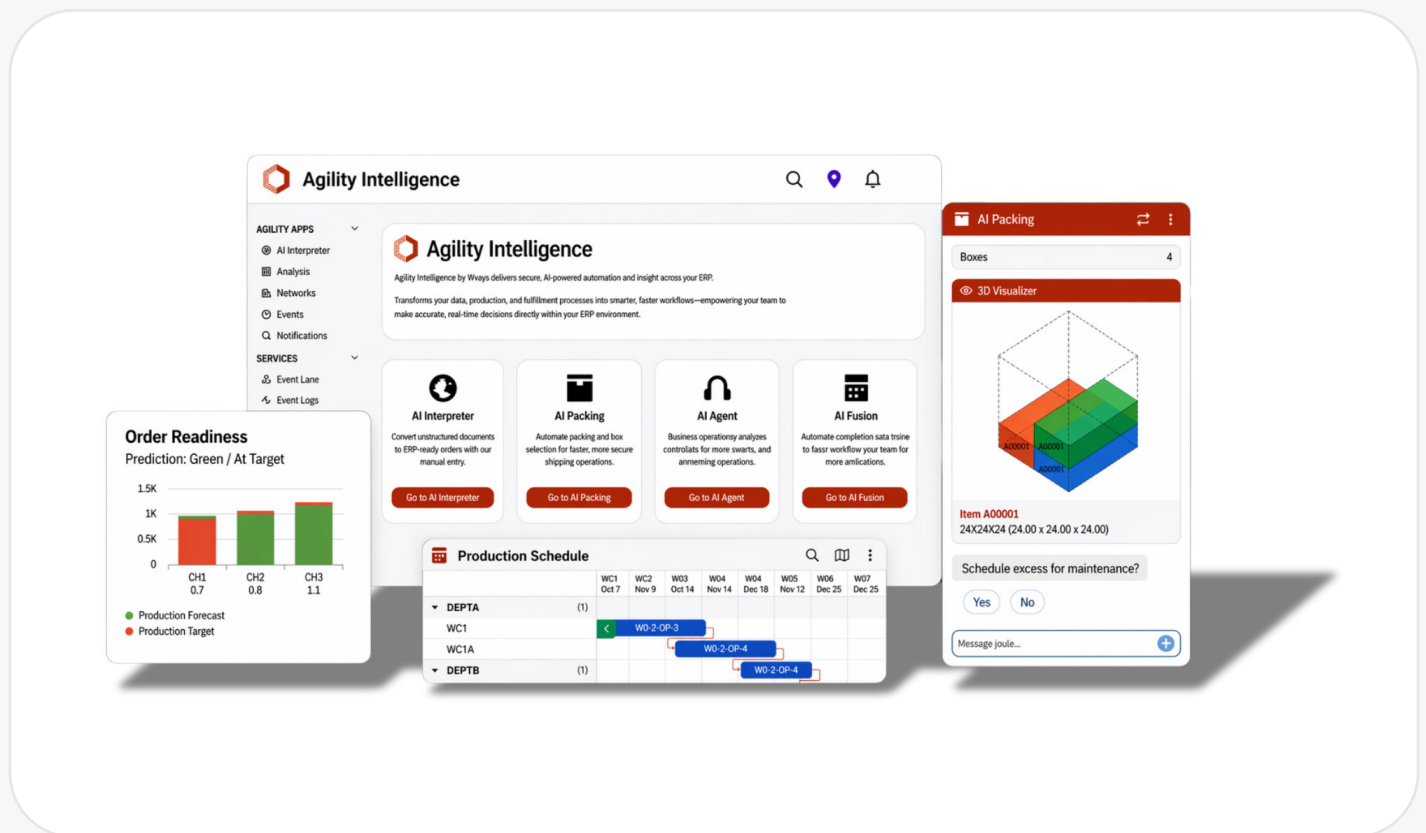 Agility Intelligence
AGILITY APPS
AI Interpreter
Analysis
Networks
Events
Notifications
SERVICES
Event Lane
Event Logs
Agility Intelligence
Agility Intelligence by Wvays delivers secure, AI-powered automation and insight across your ERP.
Transforms your data, production, and fulfillment processes into smarter, faster workflows—empowering your team to
make accurate, real-time decisions directly within your ERP environment.
AI Interpreter
Convert unstructured documents
to ERP-ready orders with our
manual entry.
Go to AI Interpreter
AI Packing
Automate packing and box
selection for faster, more secure
shipping operations.
Go to AI Packing
AI Agent
Business operationsy analyzes
controlats for more swarts, and
anmeming operations.
Go to AI Agent
AI Fusion
Automate completion sata trsine
to fassr workflow your team for
more amlications.
Go to AI Fusion
Order Readiness
Prediction: Green / At Target
1.5K
1K
0.5K
0
CH1 CH2 CH3
0.7 0.8 1.1
Production Forecast
Production Target
Production Schedule
WC1 WC2 W03 W04 W04 W05 W06 W07
Oct 7 Nov 9 Oct 14 Nov 14 Dec 18 Nov 12 Dec 25 Dec 25
DEPTA (1)
WC1 W0-2-OP-3
WC1A W0-2-OP-4
DEPTB (1) W0-2-OP-4
AI Packing
Boxes 4
3D Visualizer
A00001 A00001
A00001
Item A00001
24X24X24 (24.00 x 24.00 x 24.00)
Schedule excess for maintenance?
Yes No
Message joule...